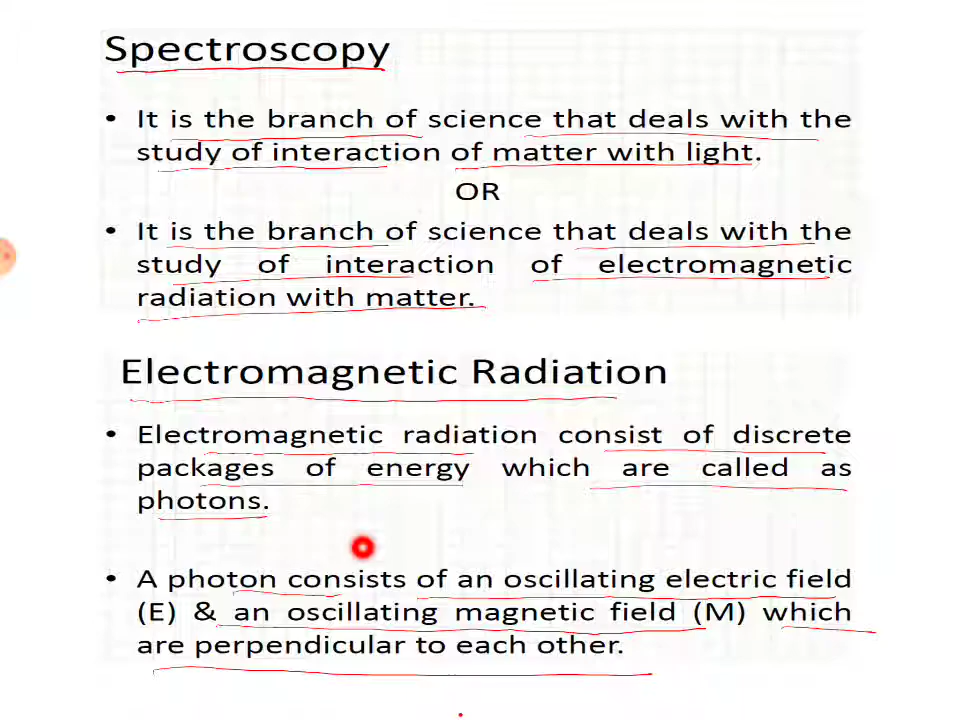 Spectroscopy
• It is the branch of science that deals with the
study of interaction of matter with light.
OR
• It is the branch of science that deals with the
study of interaction of electromagnetic
radiation with matter.
Electromagnetic Radiation
• Electromagnetic radiation consist of discrete
packages of energy which are called as
photons.
• A photon consists of an oscillating electric field
(E) & an oscillating magnetic field (M) which
are perpendicular to each other.